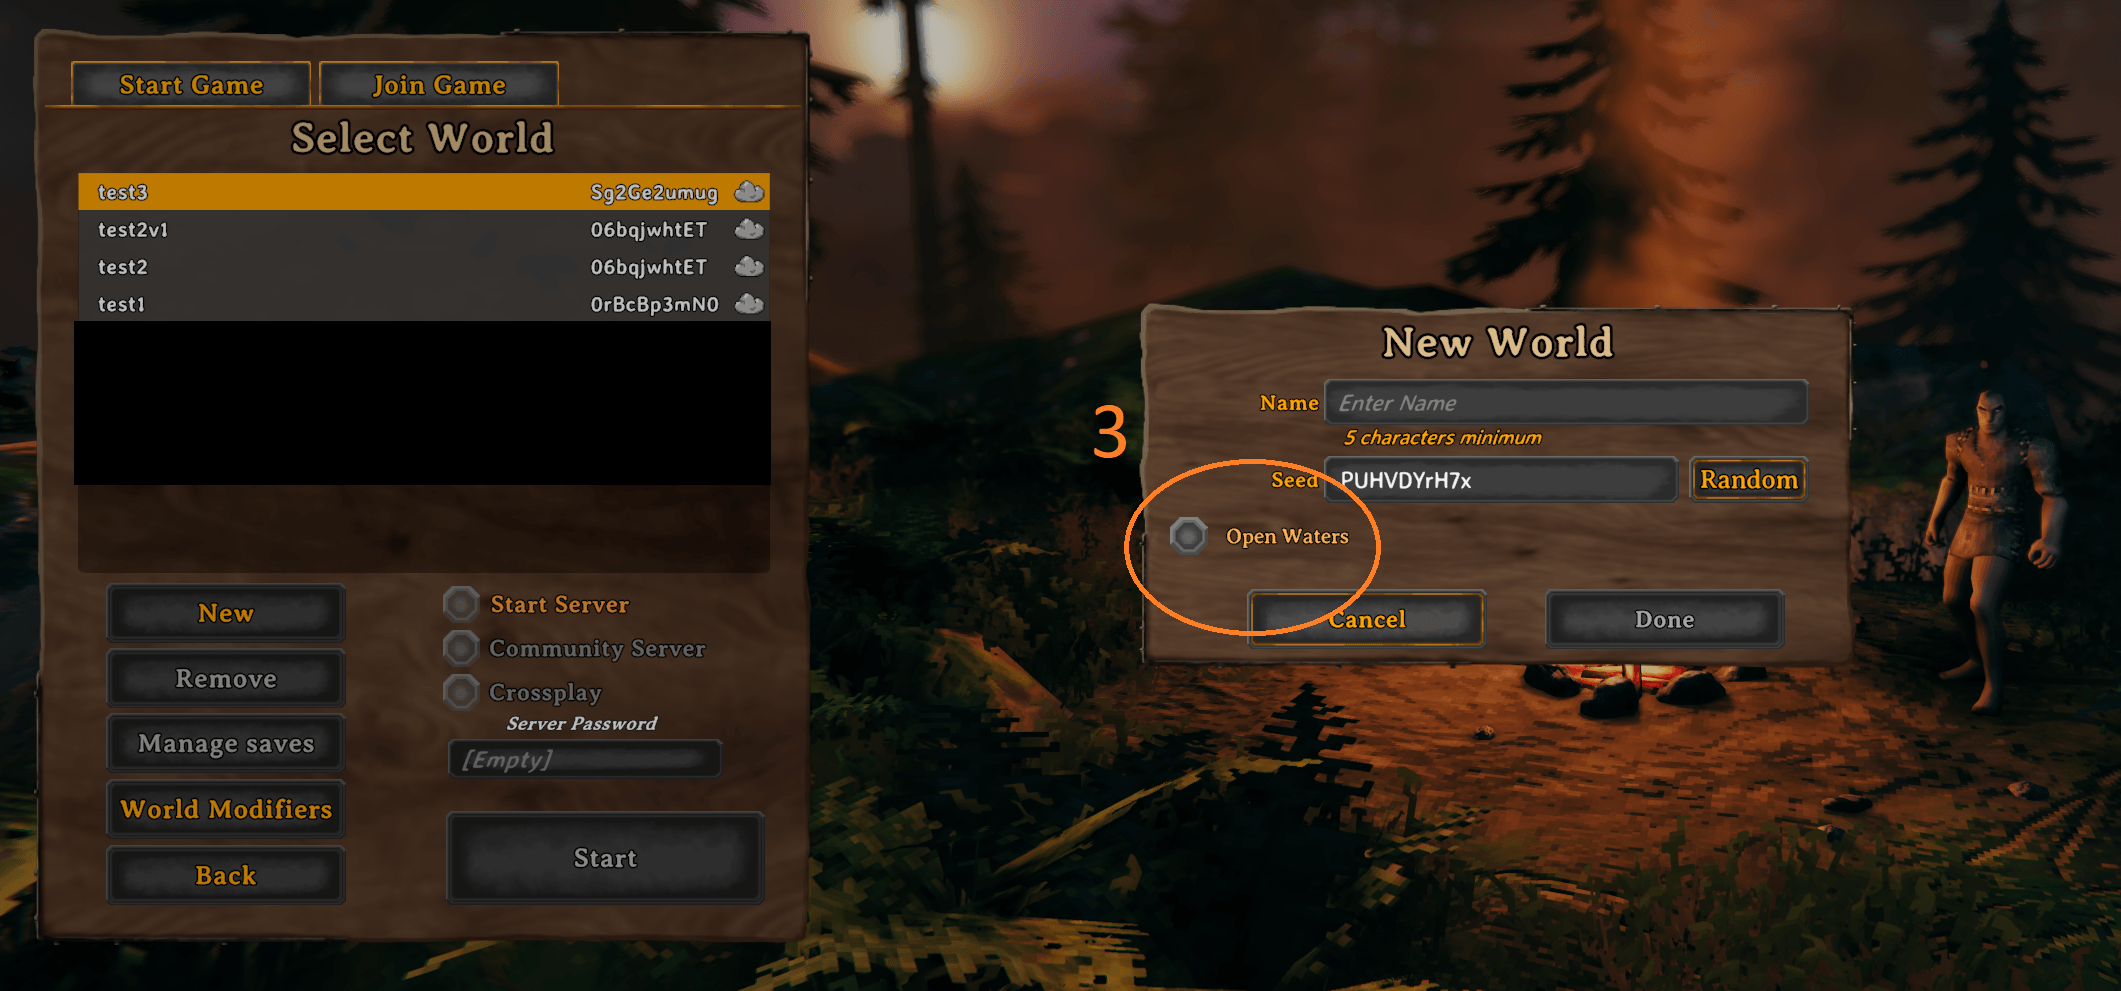 Start Game
Join Game
Select World
test3 Sg2Ge2umug
test2v1 06bqjwhtET
test2 06bqjwhtET
test1 0rBcBp3mN0
New
Remove
Manage saves
World Modifiers
Back
Start Server
Community Server
Crossplay
Server Password
[Empty]
Start
3
New World
Name Enter Name
5 characters minimum
Seed PUHVDYrH7x Random
Open Waters
Cancel
Done